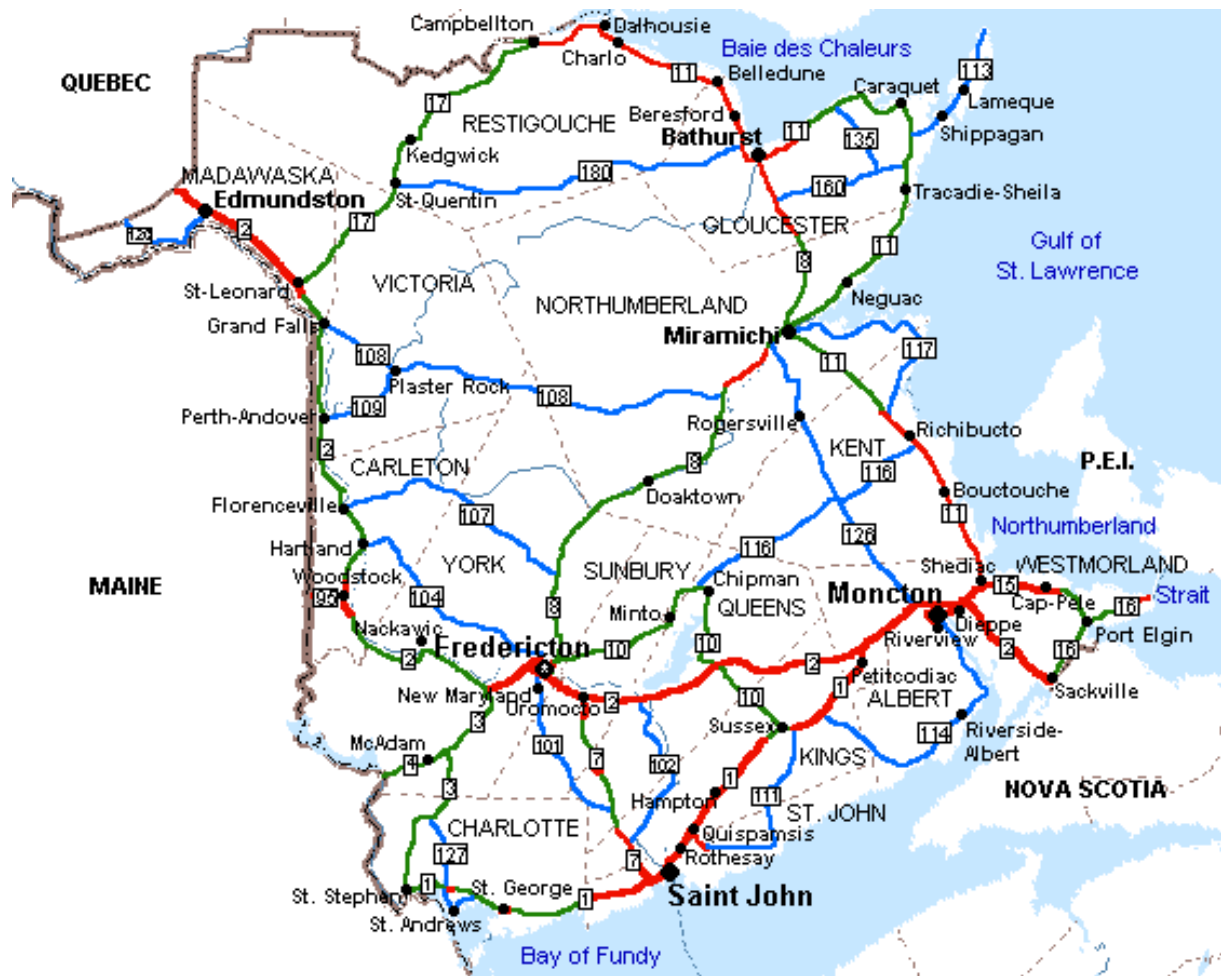 Campbellton
Dalhousie
Charlo
Baie des Chaleurs
QUEBEC
11
Belledune
113
17
Caraquet
Lameque
RESTIGOUCHE
Beresford
Shippagan
Bathurst
11
135
Kedgwick
180
MADAWASKA
160
Edmundston
St-Quentin
Tracadie-Sheila
17
2
120
GLOUCESTER
11
Gulf of
St. Lawrence
8
VICTORIA
St-Leonard
NORTHUMBERLAND
Neguac
Grand Falls
Miramichi
108
11
117
Plaster Rock
108
109
Perth-Andover
Rogersville
Richibucto
2
KENT
P.E.I.
CARLETON
8
116
Doaktown
Bouctouche
Florenceville
107
11
Northumberland
126
Hartland
116
YORK
SUNBURY
Shediac
WESTMORLAND
MAINE
Woodstock
Chipman
15
95
104
8
Minto
QUEENS
Moncton
Cap-Pele
16
Strait
Dieppe
Nackawic
Riverview
Port Elgin
Fredericton
10
10
2
2
16
2
Petitcodiac
New Maryland
Oromocto
2
10
1
ALBERT
Sackville
3
Sussex
Riverside-
Albert
McAdam
101
114
4
7
102
KINGS
3
1
NOVA SCOTIA
Hampton
111
ST. JOHN
CHARLOTTE
Quispamsis
127
7
Rothesay
1
St. George
St. Stephen
1
Saint John
St. Andrews
Bay of Fundy